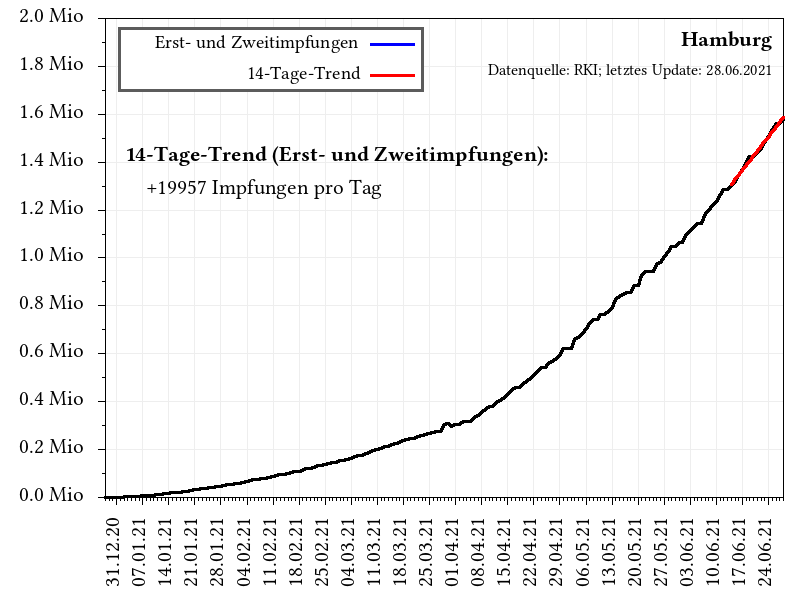 2.0 Mio
1.8 Mio
1.6 Mio
1.4 Mio
1.2 Mio
1.0 Mio
0.8 Mio
0.6 Mio
0.4 Mio
0.2 Mio
0.0 Mio
Erst- und Zweitimpfungen
14-Tage-Trend
Hamburg
Datenquelle: RKI; letztes Update: 28.06.2021
14-Tage-Trend (Erst- und Zweitimpfungen):
+19957 Impfungen pro Tag
31.12.20
07.01.21
14.01.21
21.01.21
28.01.21
04.02.21
11.02.21
18.02.21
25.02.21
04.03.21
11.03.21
18.03.21
25.03.21
01.04.21
08.04.21
15.04.21
22.04.21
29.04.21
06.05.21
13.05.21
20.05.21
27.05.21
03.06.21
10.06.21
17.06.21
24.06.21